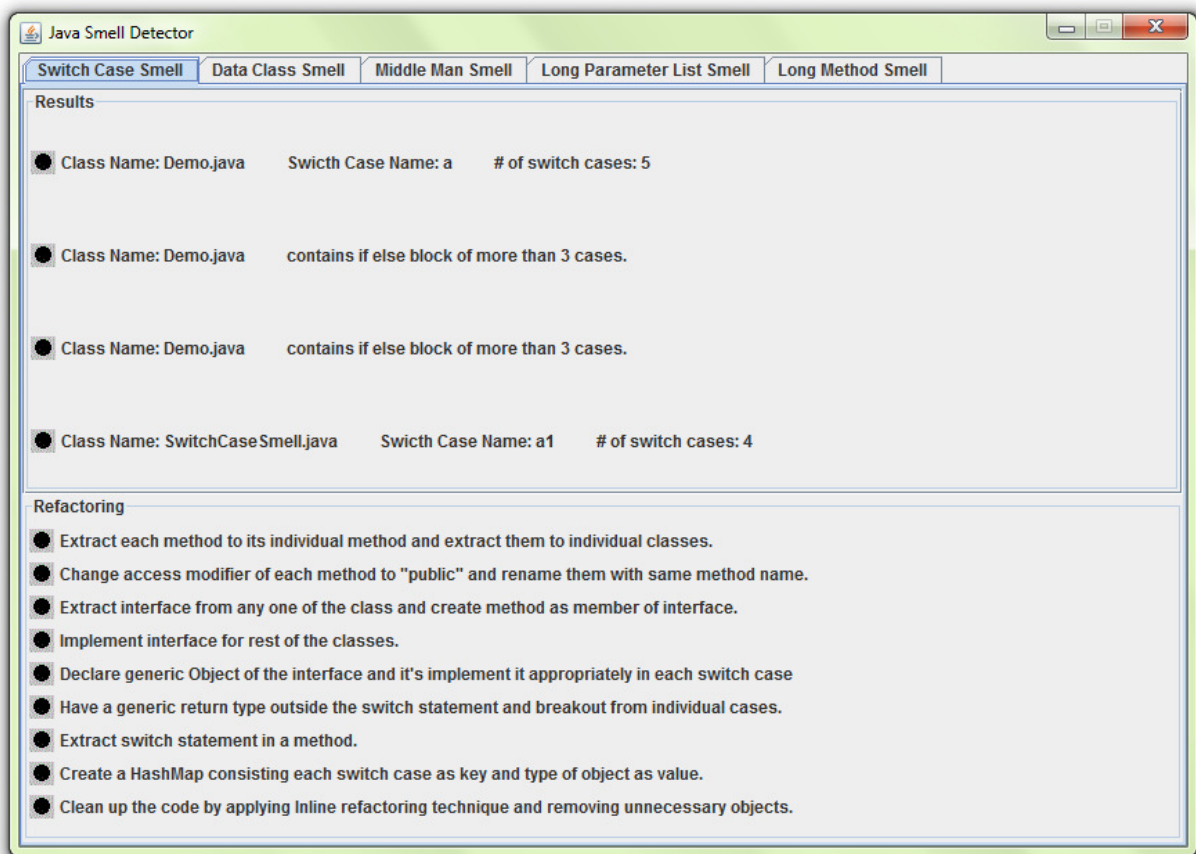 Java Smell Detector
Switch Case Smell Data Class Smell Middle Man Smell Long Parameter List Smell Long Method Smell
Results
Class Name: Demo.java Swicth Case Name: a # of switch cases: 5
Class Name: Demo.java contains if else block of more than 3 cases.
Class Name: Demo.java contains if else block of more than 3 cases.
Class Name: SwitchCaseSmell.java Swicth Case Name: a1 # of switch cases: 4
Refactoring
Extract each method to its individual method and extract them to individual classes.
Change access modifier of each method to "public" and rename them with same method name.
Extract interface from any one of the class and create method as member of interface.
Implement interface for rest of the classes.
Declare generic Object of the interface and it's implement it appropriately in each switch case
Have a generic return type outside the switch statement and breakout from individual cases.
Extract switch statement in a method.
Create a HashMap consisting each switch case as key and type of object as value.
Clean up the code by applying Inline refactoring technique and removing unnecessary objects.